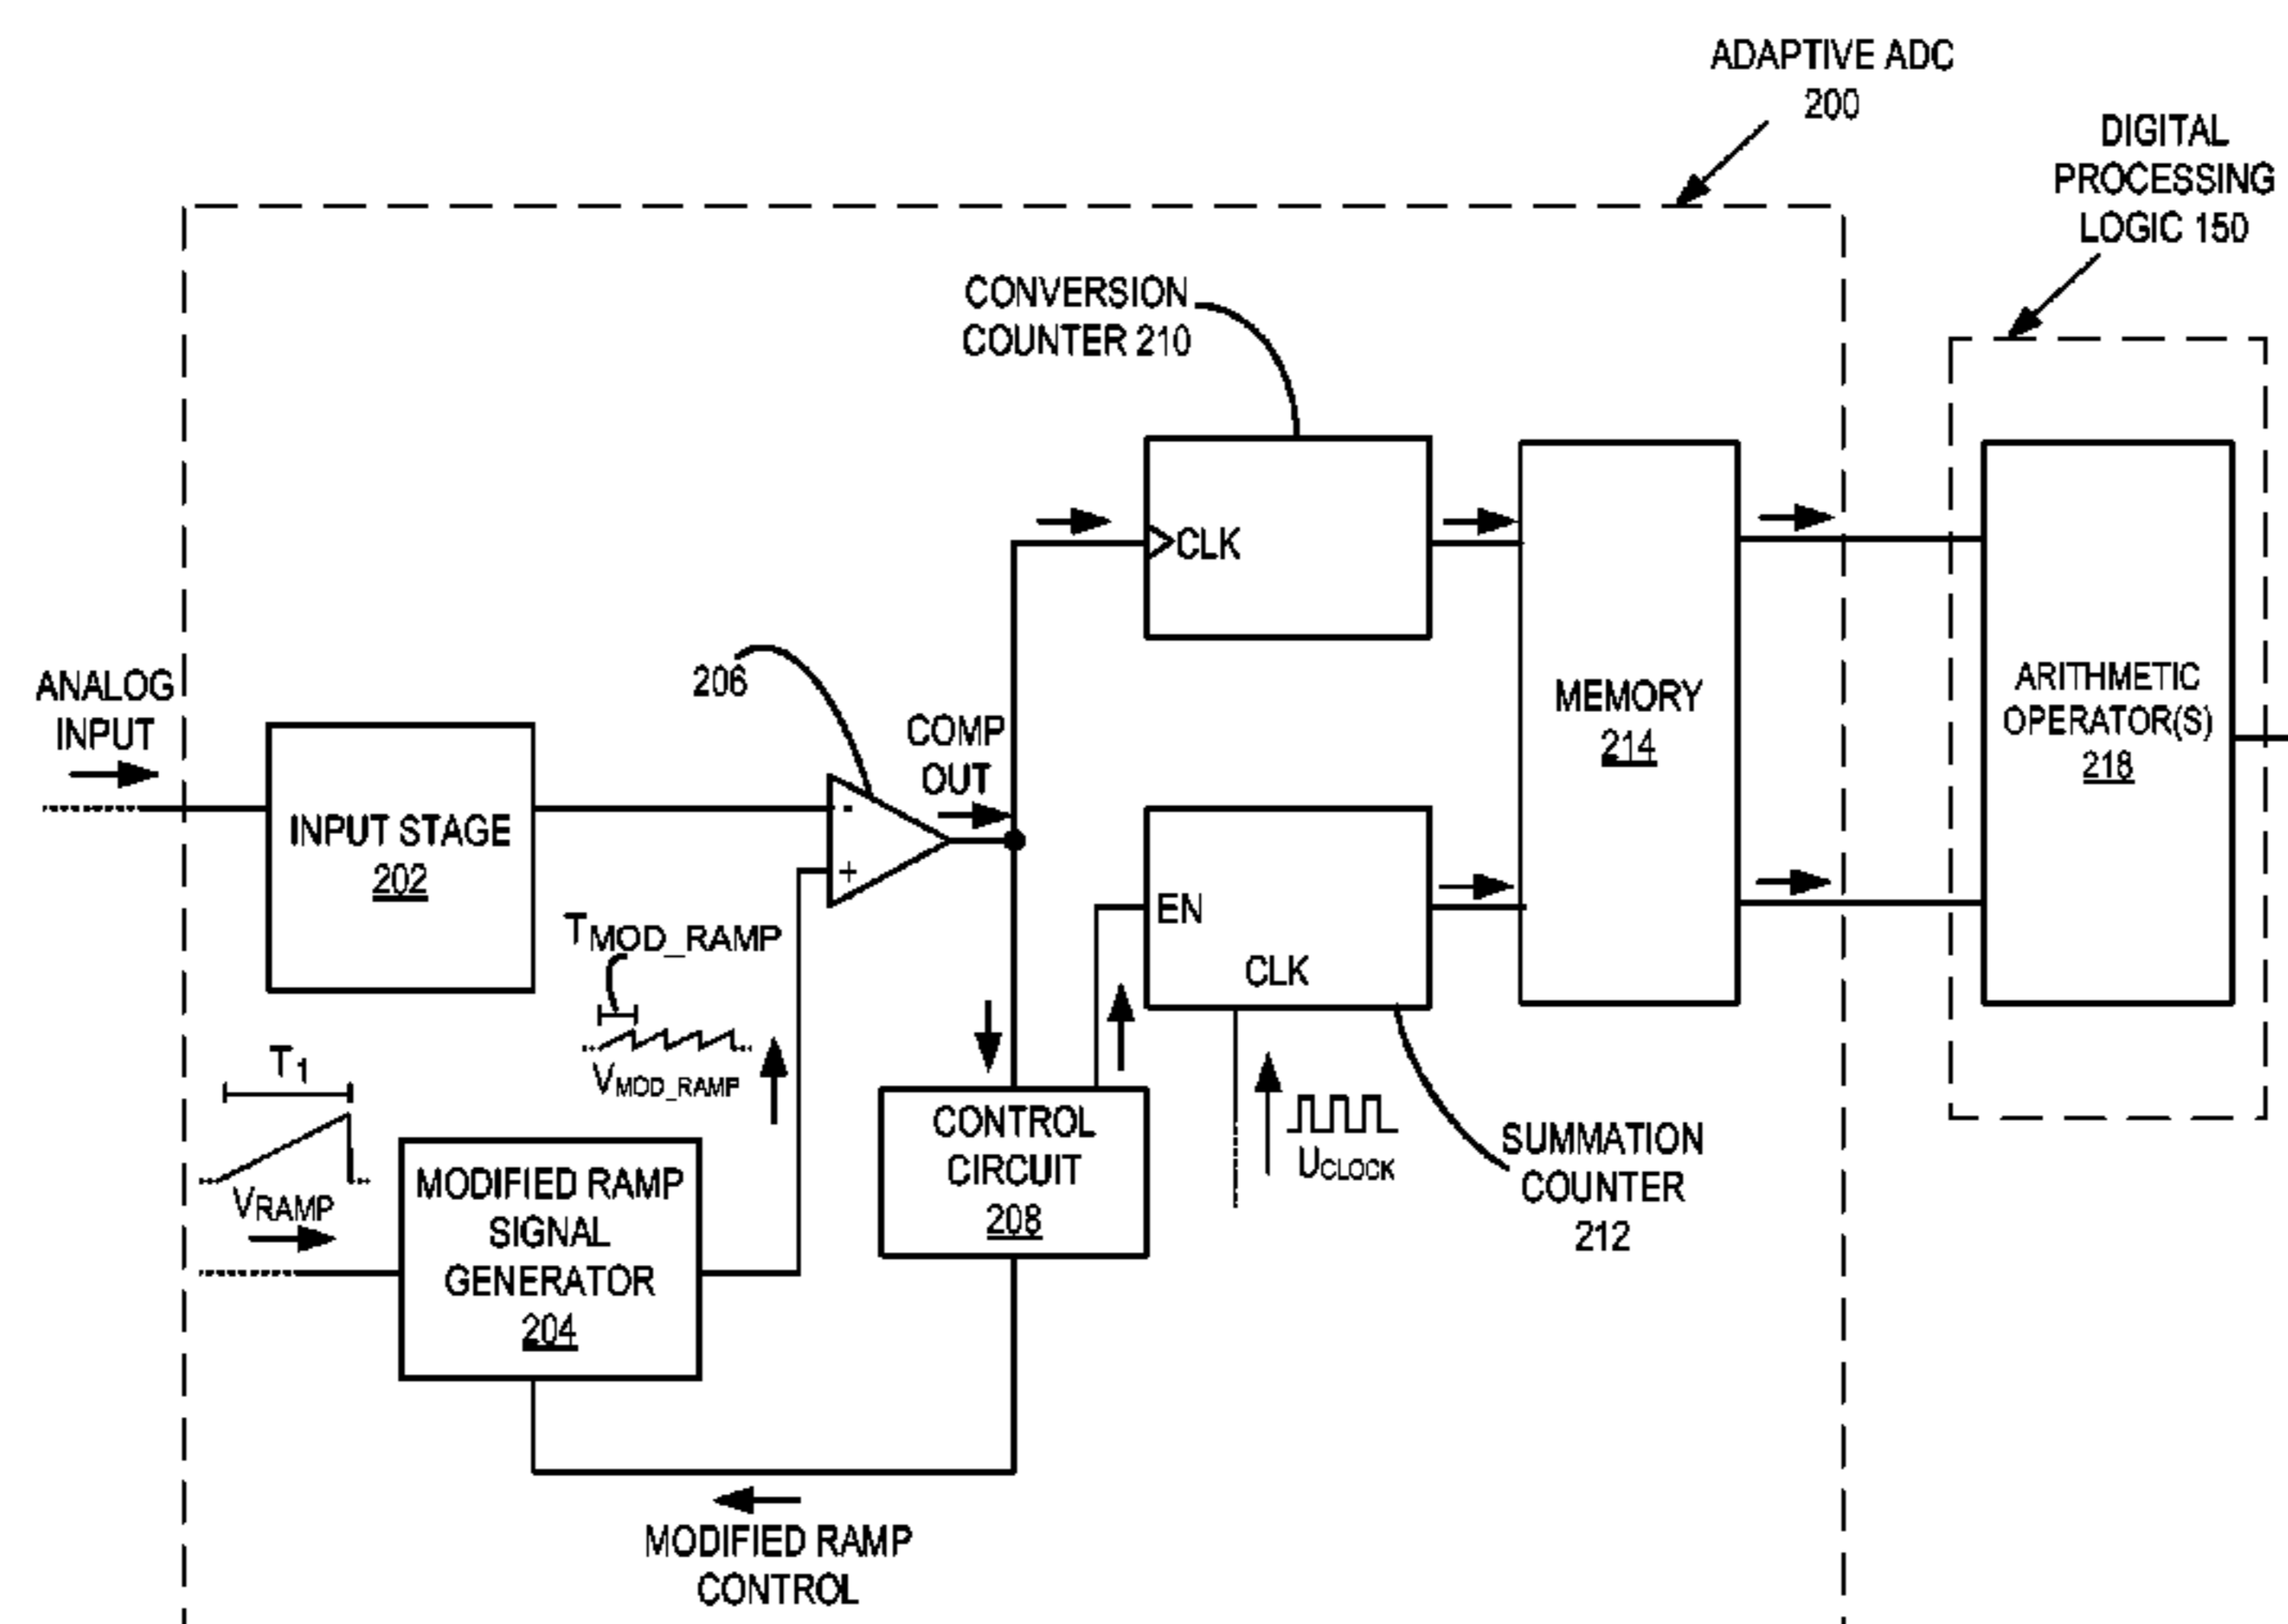 ADAPTIVE ADC
200
DIGITAL
PROCESSING
LOGIC 150
CONVERSION
COUNTER 210
CLK
MEMORY
214
ARITHMETIC
OPERATOR(S)
218
ANALOG
INPUT
INPUT STAGE
202
206
-
+
COMP
OUT
EN
CLK
TMOD_RAMP
VMOD_RAMP
T1
VRAMP
MODIFIED RAMP
SIGNAL
GENERATOR
204
CONTROL
CIRCUIT
208
UCLOCK
SUMMATION
COUNTER
212
MODIFIED RAMP
CONTROL